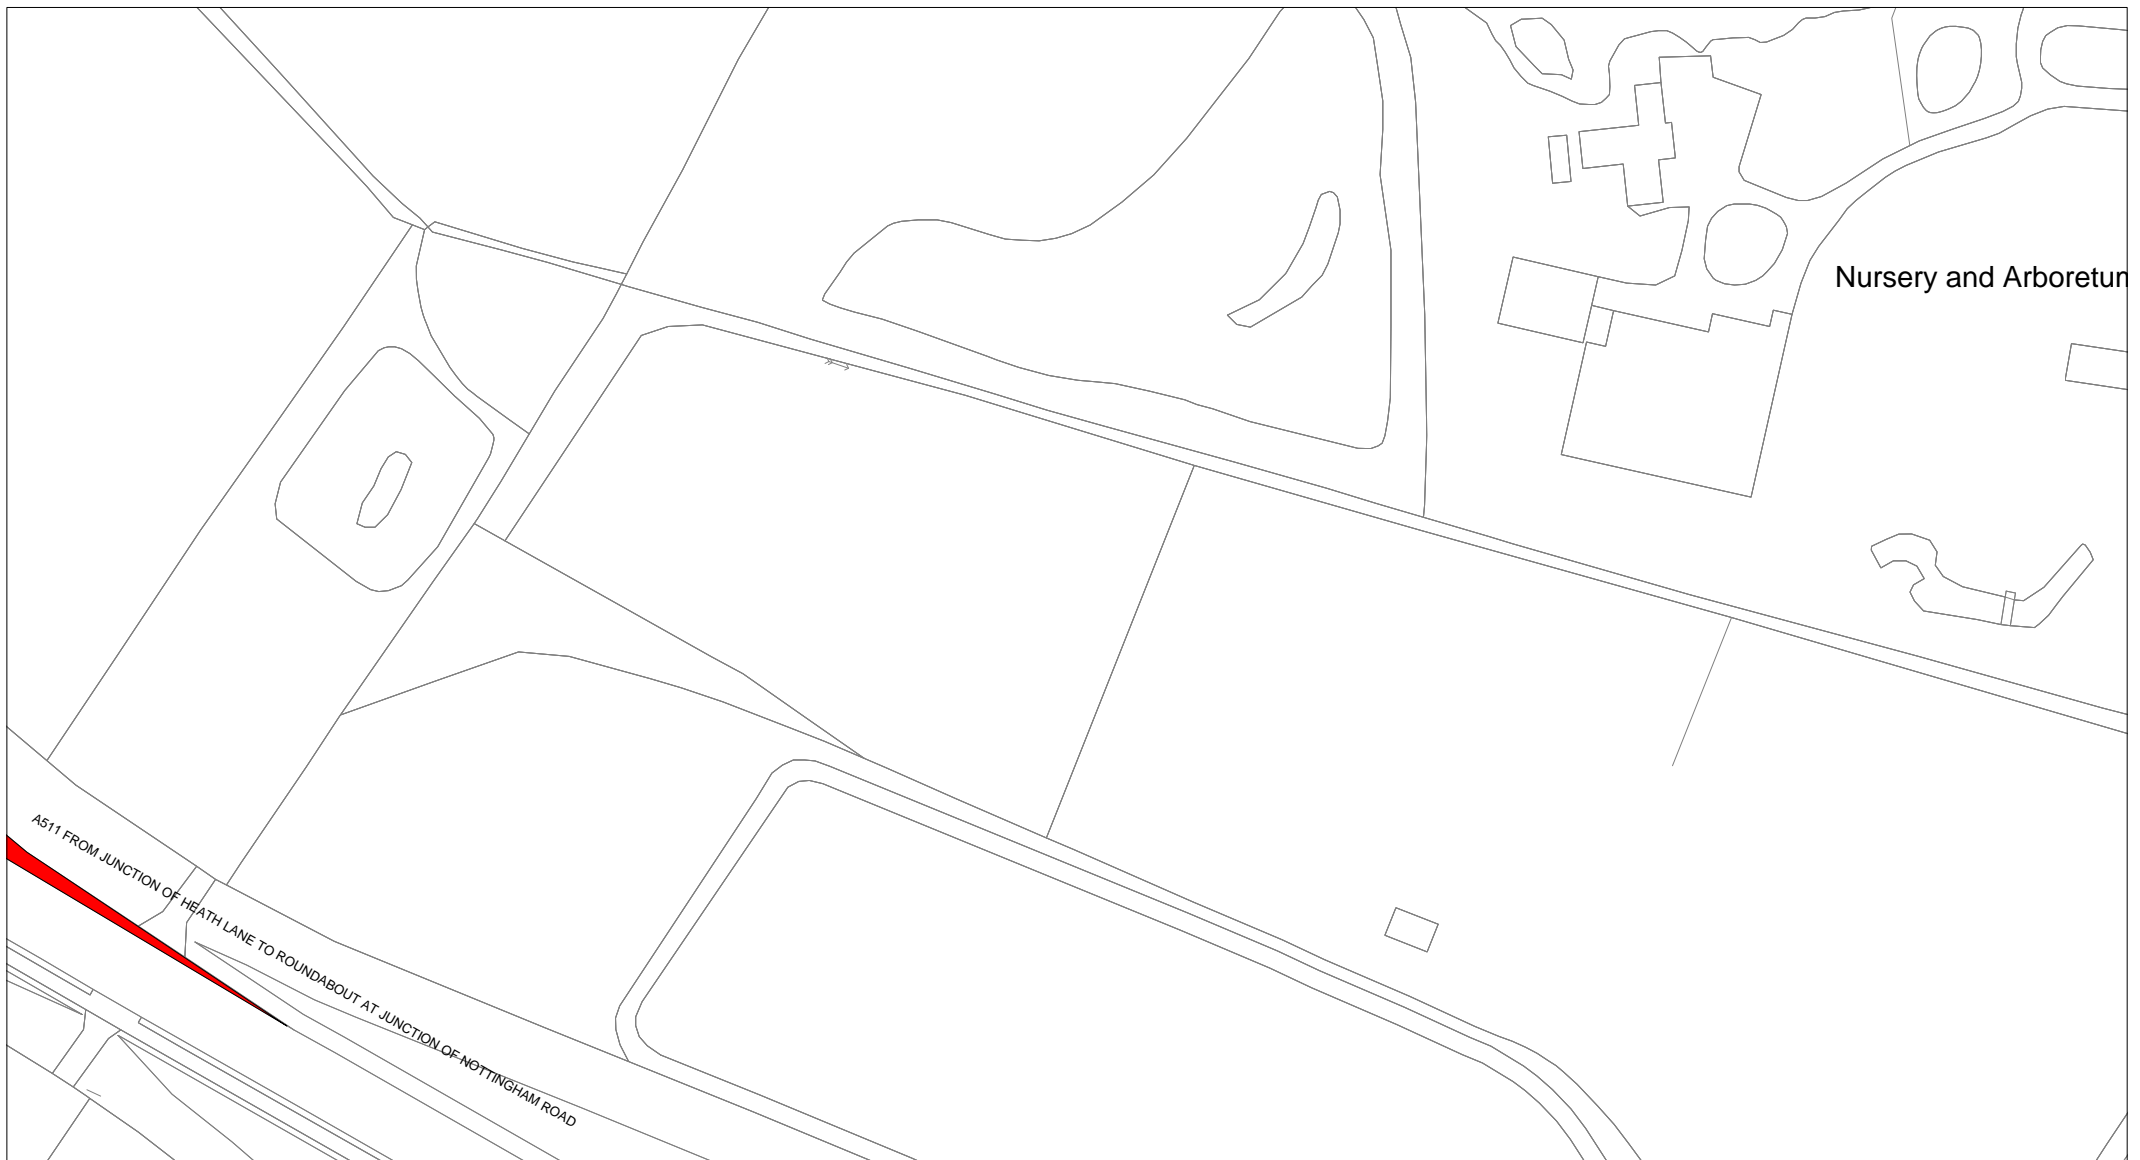 Nursery and Arboretum
A511 FROM JUNCTION OF HEATH LANE TO ROUNDABOUT AT JUNCTION OF NOTTINGHAM ROAD